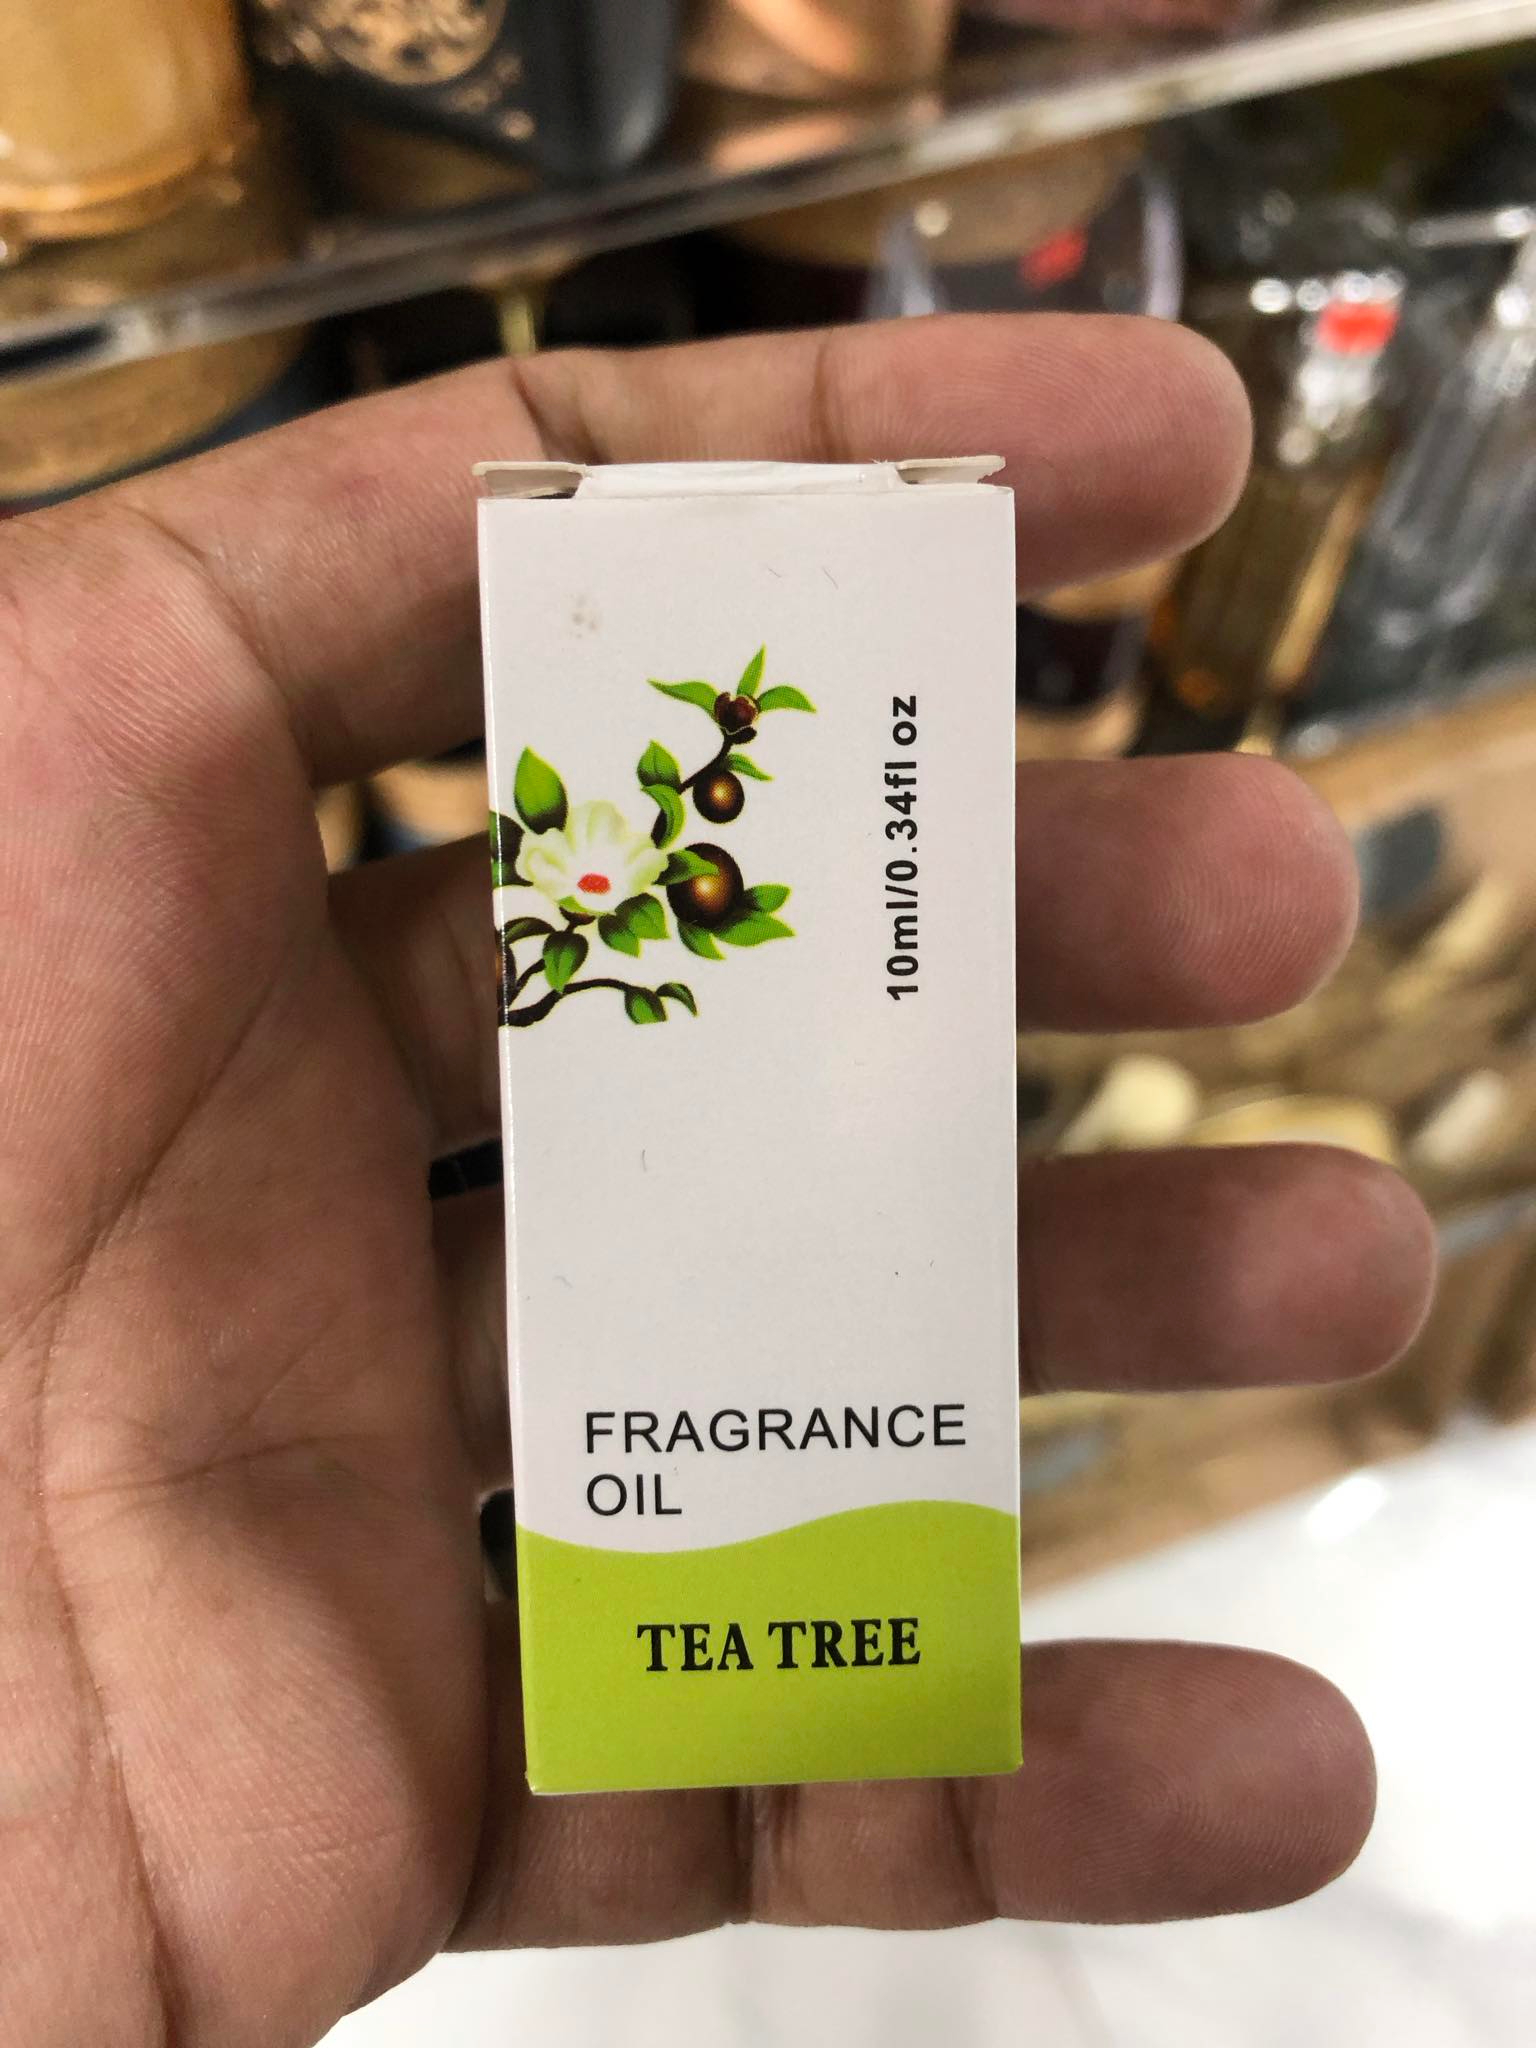 10ml/0.34fl oz
FRAGRANCE
OIL
TEA TREE